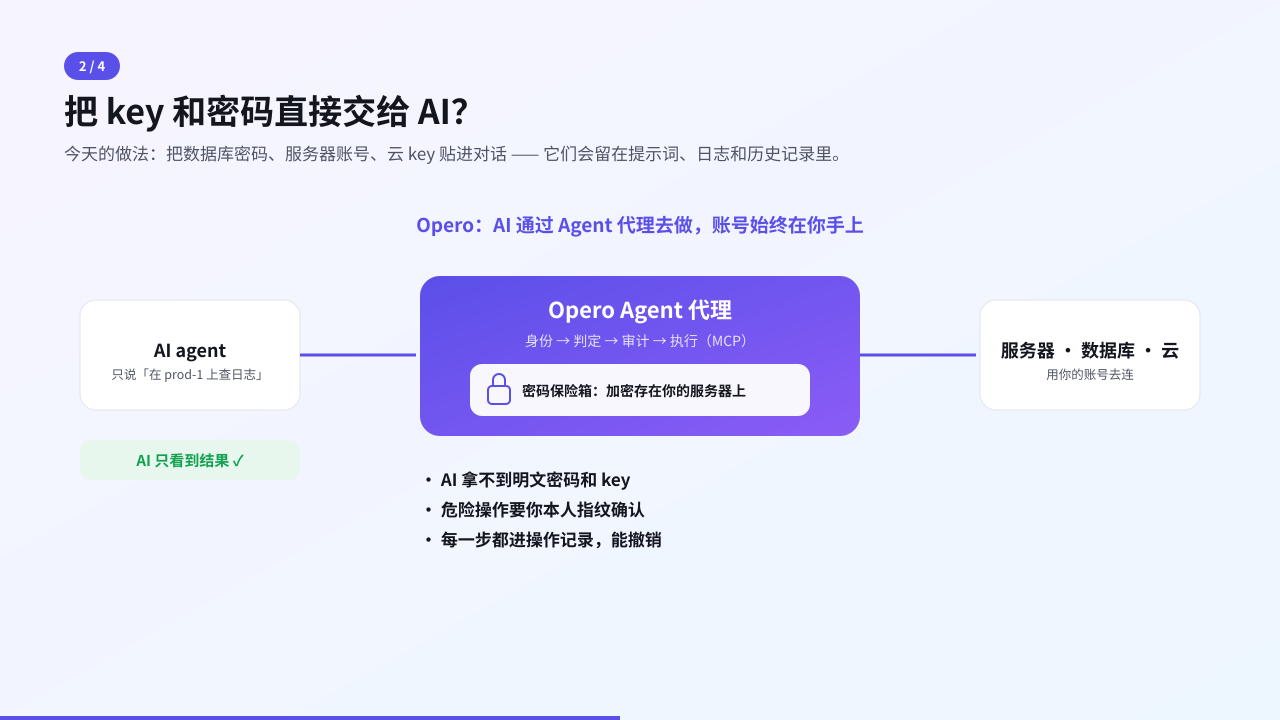 2 / 4
把 key 和密码直接交给 AI？
今天的做法：把数据库密码、服务器账号、云 key 贴进对话 —— 它们会留在提示词、日志和历史记录里。
Opero：AI 通过 Agent 代理去做，账号始终在你手上
Opero Agent 代理
身份 → 判定 → 审计 → 执行（MCP）
密码保险箱：加密存在你的服务器上
AI agent
只说「在 prod-1 上查日志」
服务器 · 数据库 · 云
用你的账号去连
AI 只看到结果 ✓
· AI 拿不到明文密码和 key
· 危险操作要你本人指纹确认
· 每一步都进操作记录，能撤销